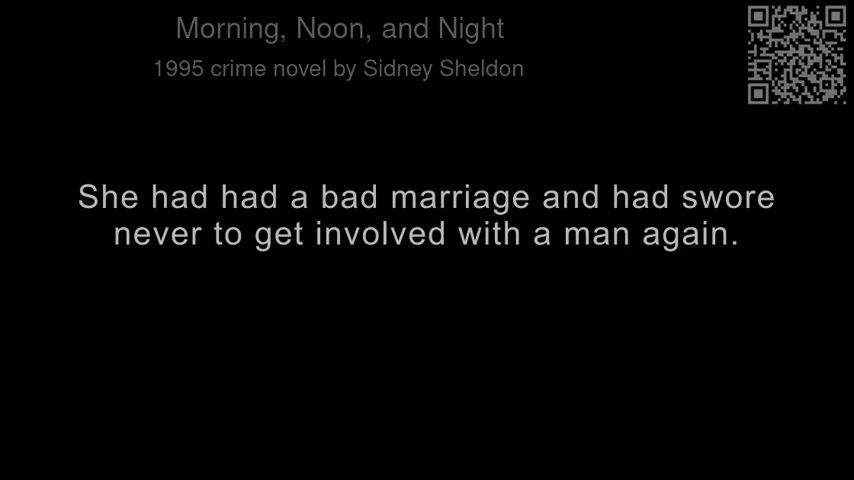 Morning, Noon, and Night
1995 crime novel by Sidney Sheldon
She had had a bad marriage and had swore
never to get involved with a man again.